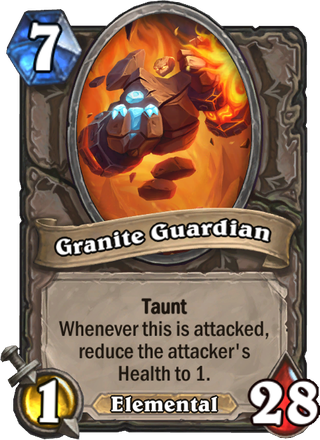 7
Granite Guardian
Taunt
Whenever this is attacked,
reduce the attacker's
Health to 1.
1
Elemental
28